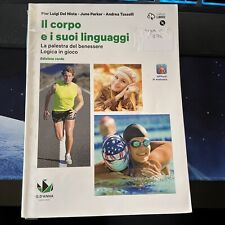 Pier Luigi Del Nista - June Parker - Andrea Tasselli
Il corpo
e i suoi linguaggi
La palestra del benessere
Logica in gioco
Edizione verde
G. D'ANNA